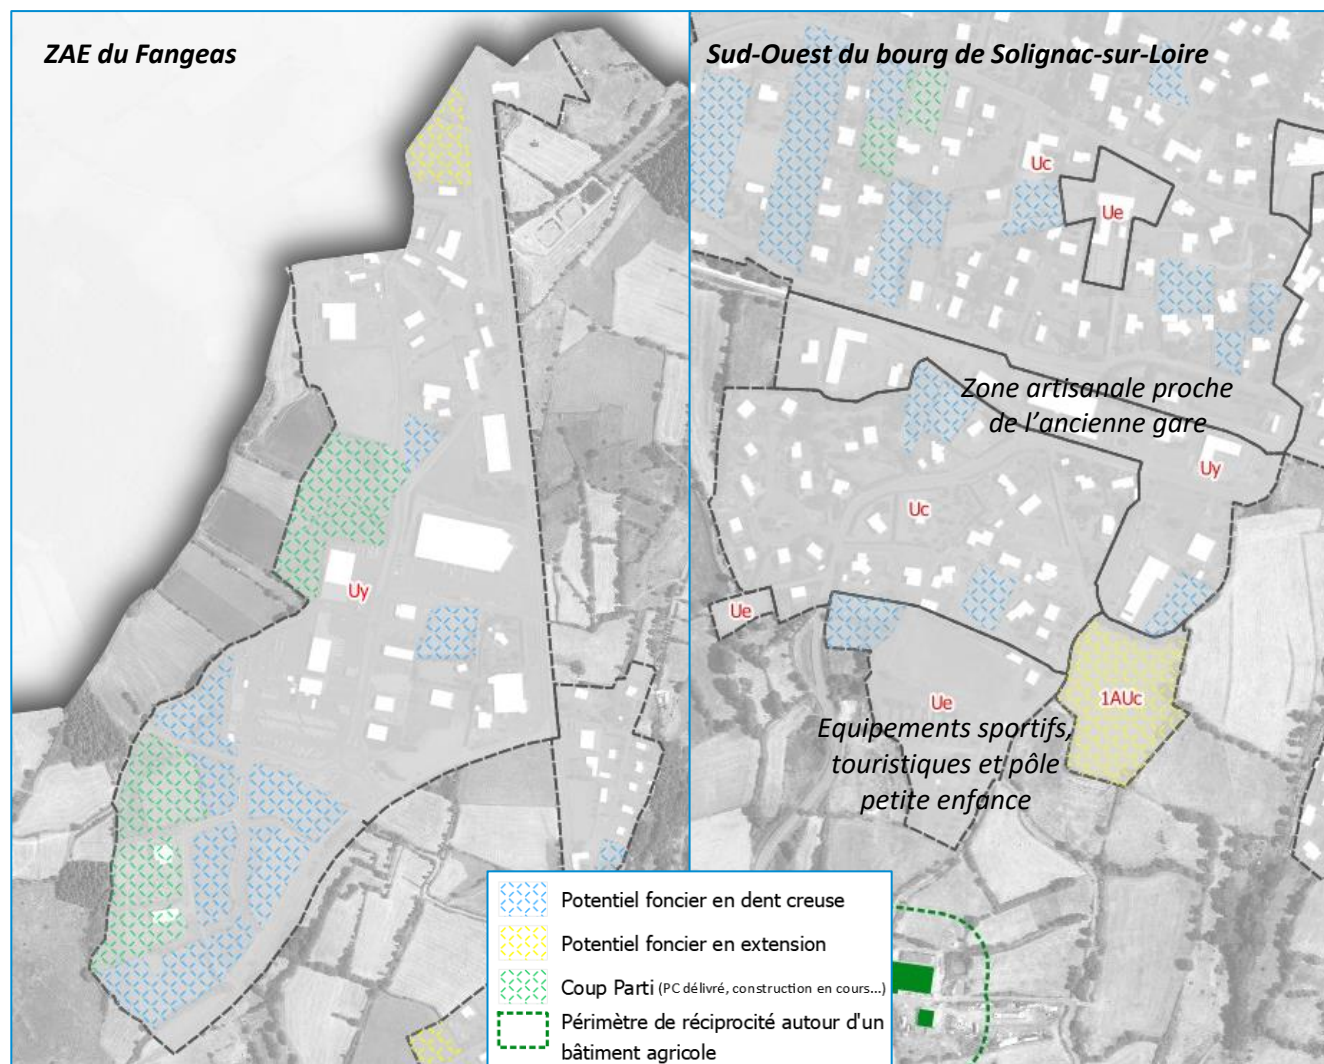 ZAE du Fangeas
Uy
Sud-Ouest du bourg de Solignac-sur-Loire
Uc
Ue
Zone artisanale proche
de l’ancienne gare
Uy
Uc
Ue
1AUc
Ue
Equipements sportifs,
touristiques et pôle
petite enfance
Potentiel foncier en dent creuse
Potentiel foncier en extension
Coup Parti (PC délivré, construction en cours...)
Périmètre de réciprocité autour d'un
bâtiment agricole